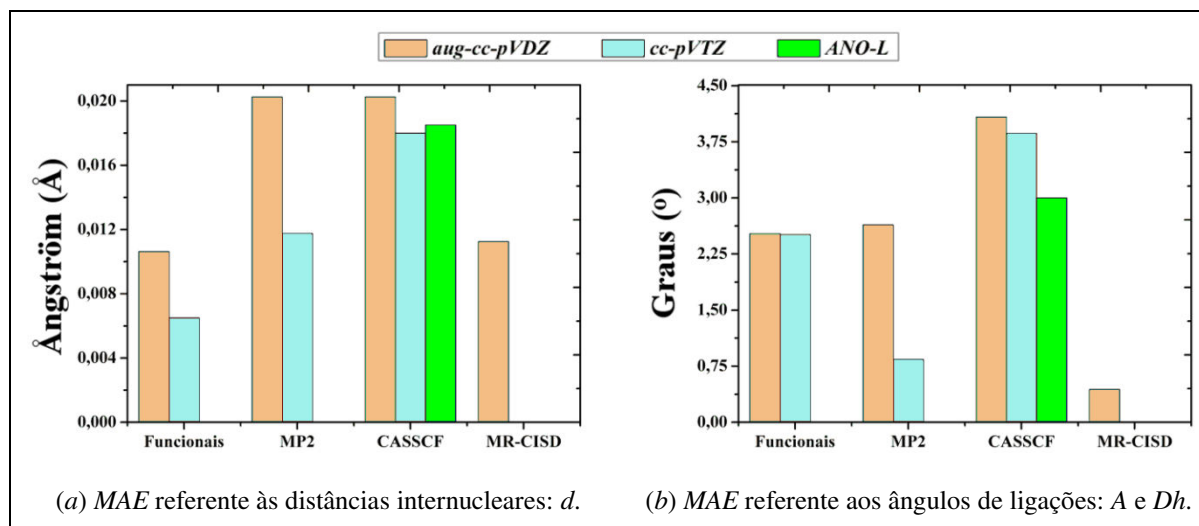 aug-cc-pVDZ cc-pVTZ ANO-L
Ångström (Å)
0,020
0,016
0,012
0,008
0,004
0,000
Funcionais MP2 CASSCF MR-CISD
Graus (º)
4,50
3,75
3,00
2,25
1,50
0,75
0,00
Funcionais MP2 CASSCF MR-CISD
(a) MAE referente às distâncias internucleares: d.
(b) MAE referente aos ângulos de ligações: A e Dh.